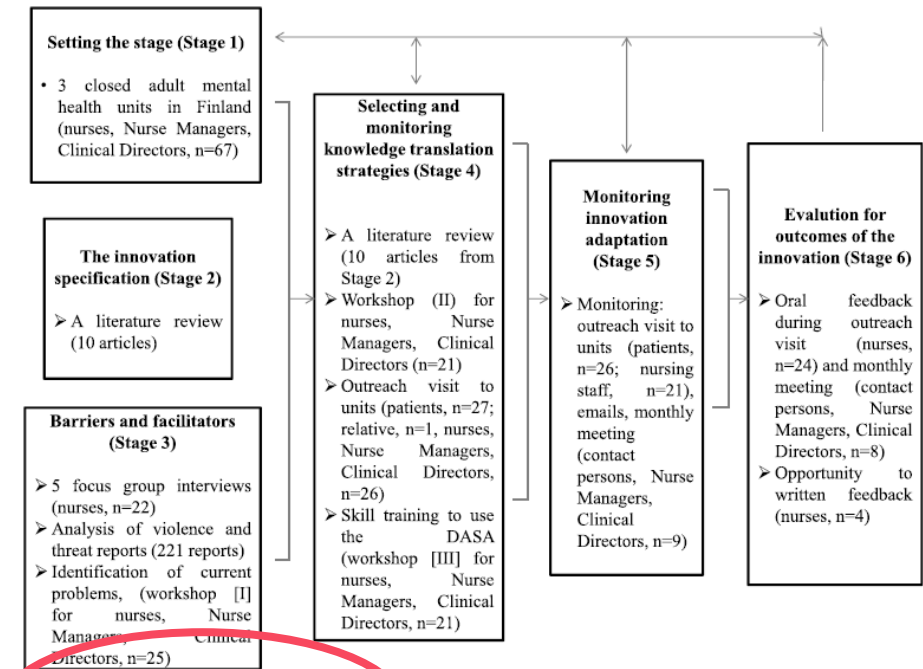 Setting the stage (Stage 1)
• 3 closed adult mental
health units in Finland
(nurses, Nurse Managers,
Clinical Directors, n=67)
The innovation
specification (Stage 2)
➢ A literature review
(10 articles)
Barriers and facilitators
(Stage 3)
➢ 5 focus group interviews
(nurses, n=22)
➢ Analysis of violence and
threat reports (221 reports)
➢ Identification of current
problems, (workshop [I]
for nurses, Nurse
Managers, Clinical
Directors, n=25)
Selecting and
monitoring
knowledge translation
strategies (Stage 4)
➢ A literature review
(10 articles from
Stage 2)
➢ Workshop (II) for
nurses, Nurse
Managers, Clinical
Directors (n=21)
➢ Outreach visit to
units (patients, n=27;
relative, n=1, nurses,
Nurse Managers,
Clinical Directors,
n=26)
➢ Skill training to use
the DASA
(workshop [III] for
nurses, Nurse
Managers, Clinical
Directors, n=21)
Monitoring
innovation
adaptation
(Stage 5)
➢ Monitoring:
outreach visit to
units (patients,
n=26; nursing
staff, n=21),
emails, monthly
meeting
(contact
persons, Nurse
Managers,
Clinical
Directors, n=9)
Evalution for
outcomes of the
innovation (Stage 6)
➢ Oral feedback
during outreach
visit (nurses,
n=24) and monthly
meeting (contact
persons, Nurse
Managers, Clinical
Directors, n=8)
➢ Opportunity to
written feedback
(nurses, n=4)